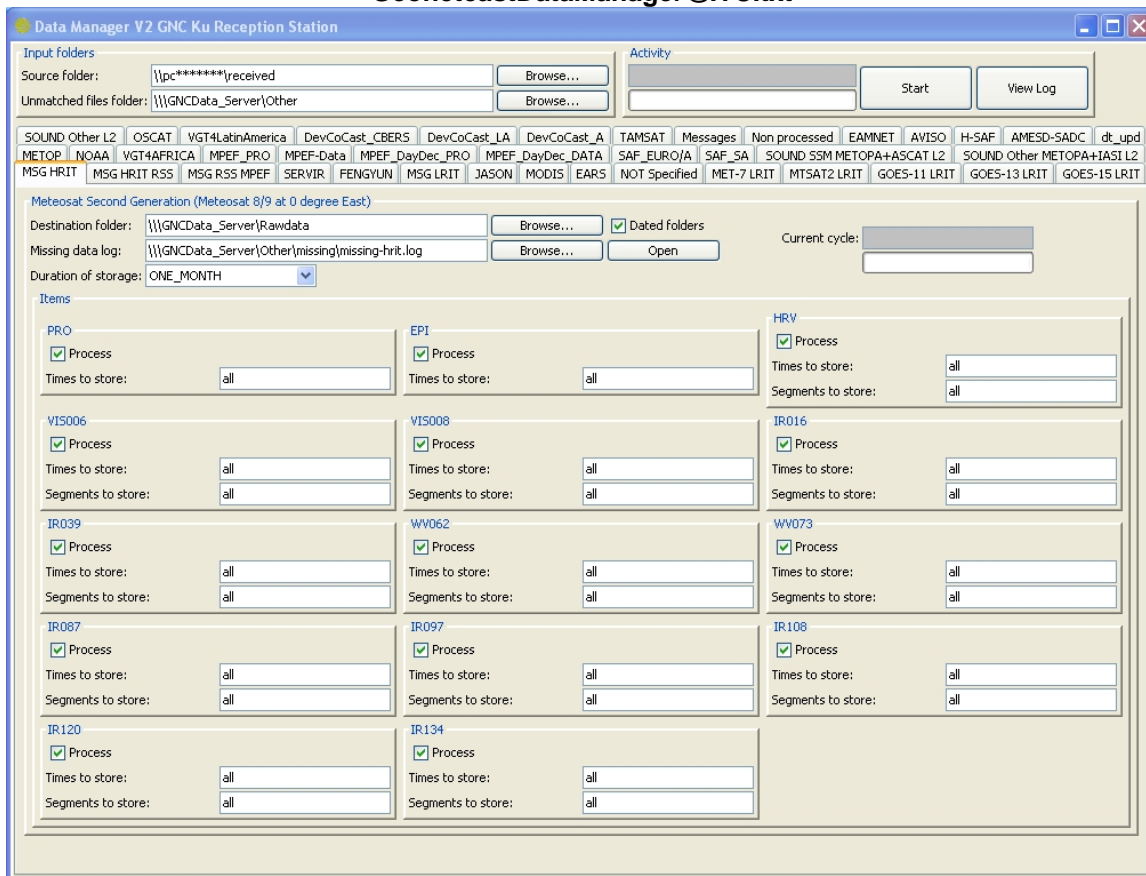 Data Manager V2 GNC Ku Reception Station
Input folders
Activity
Source folder: \\pc*******\received Browse...
Start View Log
Unmatched files folder: \\\GNCData_Server\Other Browse...
SOUND Other L2 OSCAT VGT4LatinAmerica DevCoCast_CBERS DevCoCast_LA DevCoCast_A TAMSAT Messages Non processed EAMNET AVISO H-SAF AMESD-SADC dt_upd
METOP NOAA VGT4AFRICA MPEF_PRO MPEF-Data MPEF_DayDec_PRO MPEF_DayDec_DATA SAF_EURO/A SAF_SA SOUND SSM METOPA+ASCAT L2 SOUND Other METOPA+IASI L2
MSG HRIT MSG HRIT RSS MSG RSS MPEF SERVIR FENGYUN MSG LRIT JASON MODIS EARS NOT Specified MET-7 LRIT MTSAT2 LRIT GOES-11 LRIT GOES-13 LRIT GOES-15 LRIT
Meteosat Second Generation (Meteosat 8/9 at 0 degree East)
Destination folder: \\\GNCData_Server\Rawdata Browse... Dated folders
Current cycle:
Missing data log: \\\GNCData_Server\Other\missing\missing-hrit.log Browse... Open
Duration of storage: ONE_MONTH
Items
PRO
Process
Times to store: all
EPI
Process
Times to store: all
HRV
Process
Times to store: all
Segments to store: all
VIS006
Process
Times to store: all
Segments to store: all
VIS008
Process
Times to store: all
Segments to store: all
IR016
Process
Times to store: all
Segments to store: all
IR039
Process
Times to store: all
Segments to store: all
WV062
Process
Times to store: all
Segments to store: all
WV073
Process
Times to store: all
Segments to store: all
IR087
Process
Times to store: all
Segments to store: all
IR097
Process
Times to store: all
Segments to store: all
IR108
Process
Times to store: all
Segments to store: all
IR120
Process
Times to store: all
Segments to store: all
IR134
Process
Times to store: all
Segments to store: all